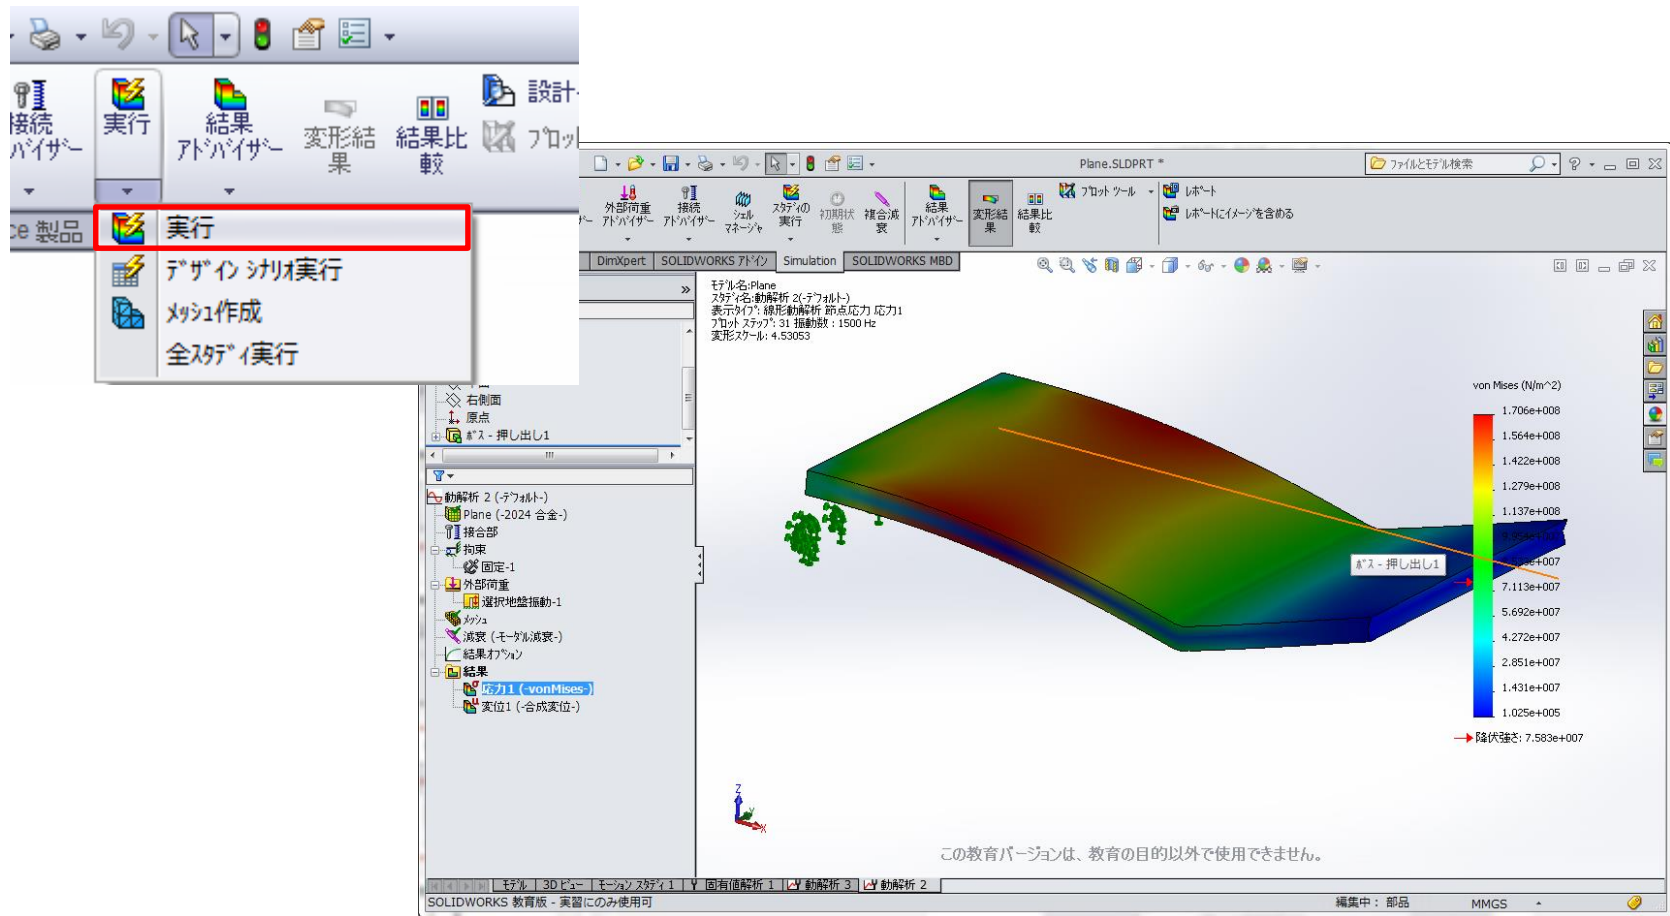 接続
バイザー
実行
結果
アドバイザー
変形結
果
結果比
較
設計
プロッ
ce 製品
実行
デザイン シナリオ実行
メッシュ作成
全スタディ実行
Plane.SLDPRT *
ファイルとモデル検索
外部荷重
アドバイザー
接続
アドバイザー
シェル
マネージャ
スタディの
実行
初期状
態
複合減
衰
結果
アドバイザー
変形結
果
結果比
較
プロット ツール
レポート
レポートにイメージを含める
DimXpert
SOLIDWORKS アドイン
Simulation
SOLIDWORKS MBD
モデル名:Plane
スタディ名:動解析 2(-デフォルト-)
表示タイプ: 線形動解析 節点応力 応力1
プロット ステップ: 31 振動数 : 1500 Hz
変形スケール: 4.53053
右側面
原点
ボス - 押し出し1
動解析 2 (-デフォルト-)
Plane (-2024 合金-)
接合部
拘束
固定-1
外部荷重
選択地盤振動-1
メッシュ
減衰 (-モーダル減衰-)
結果オプション
結果
応力1 (-vonMises-)
変位1 (-合成変位-)
von Mises (N/m^2)
1.706e+008
1.564e+008
1.422e+008
1.279e+008
1.137e+008
7.113e+007
5.692e+007
4.272e+007
2.851e+007
1.431e+007
1.025e+005
降伏強さ: 7.583e+007
ボス - 押し出し1
Z
Y
X
この教育バージョンは、教育の目的以外で使用できません。
モデル
3D ビュー
モーション スタディ 1
固有値解析 1
動解析 3
動解析 2
SOLIDWORKS 教育版 - 実習にのみ使用可
編集中 : 部品
MMGS